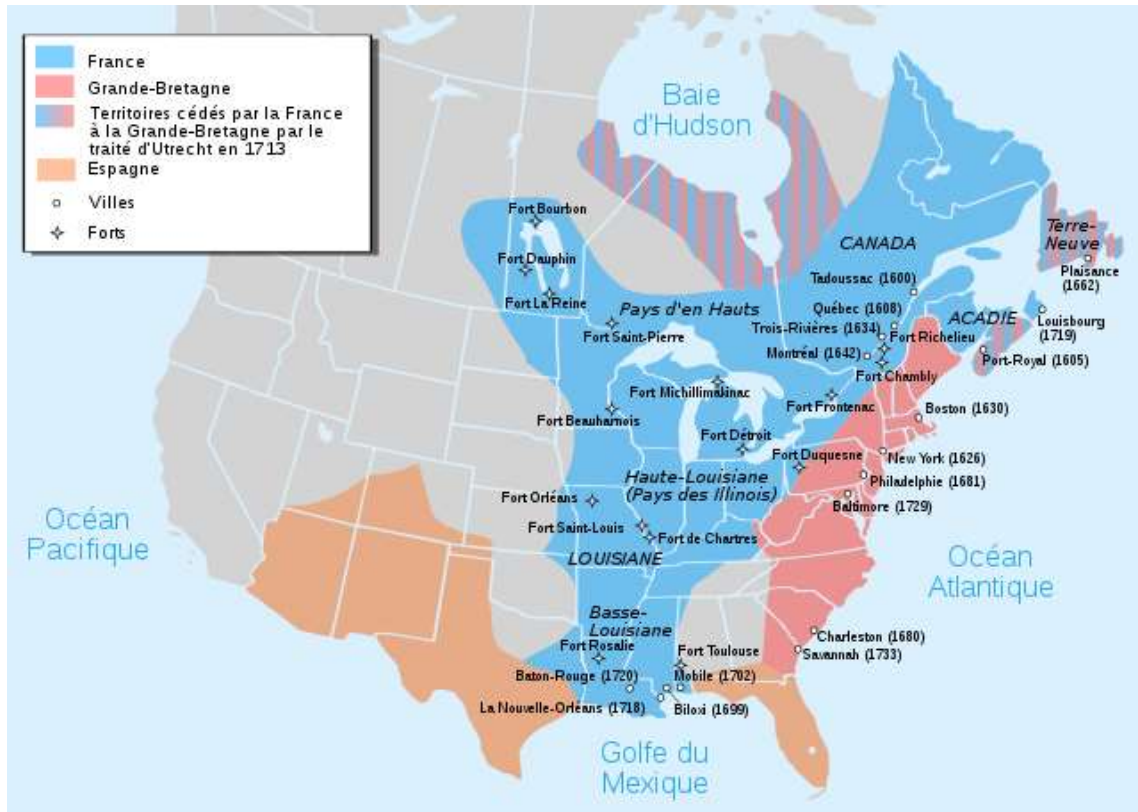 France
Grande-Bretagne
Territoires cédés par la France
à la Grande-Bretagne par le
traité d'Utrecht en 1713
Espagne
Villes
Forts
Baie
d'Hudson
Fort Bourbon
Fort Dauphin
Fort La Reine
CANADA
Terre-
Neuve
Plaisance
(1662)
Tadoussac (1600)
Pays d'en Hauts
Québec (1608)
ACADIE
Louisbourg
(1719)
Trois-Rivières (1634)
Fort Richelieu
Fort Saint-Pierre
Montréal (1642)
Port-Royal (1605)
Fort Chambly
Fort Michillimakinac
Fort Frontenac
Fort Beauharnois
Boston (1630)
Fort Détroit
Fort Duquesne
New York (1626)
Haute-Louisiane
(Pays des Illinois)
Philadelphie (1681)
Fort Orléans
Baltimore (1729)
Océan
Pacifique
Fort Saint-Louis
Fort de Chartres
LOUISIANE
Océan
Atlantique
Basse-
Louisiane
Charleston (1680)
Fort Rosalie
Fort Toulouse
Savannah (1733)
Baton-Rouge (1720)
Mobile (1702)
La Nouvelle-Orléans (1718)
Biloxi (1699)
Golfe du
Mexique